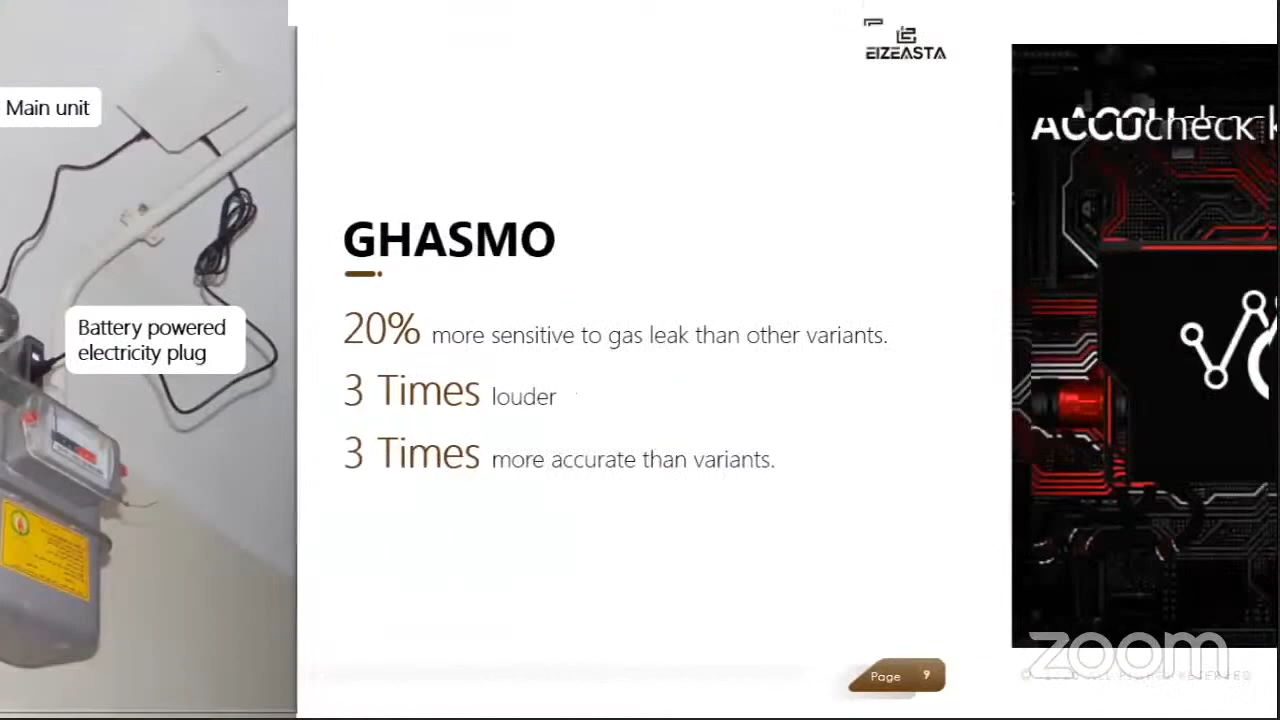 EIZEASTA
Main unit
ACCUcheck
GHASMO
Battery powered
electricity plug
20% more sensitive to gas leak than other variants.
3 Times louder
3 Times more accurate than variants.
Page 9
zoom